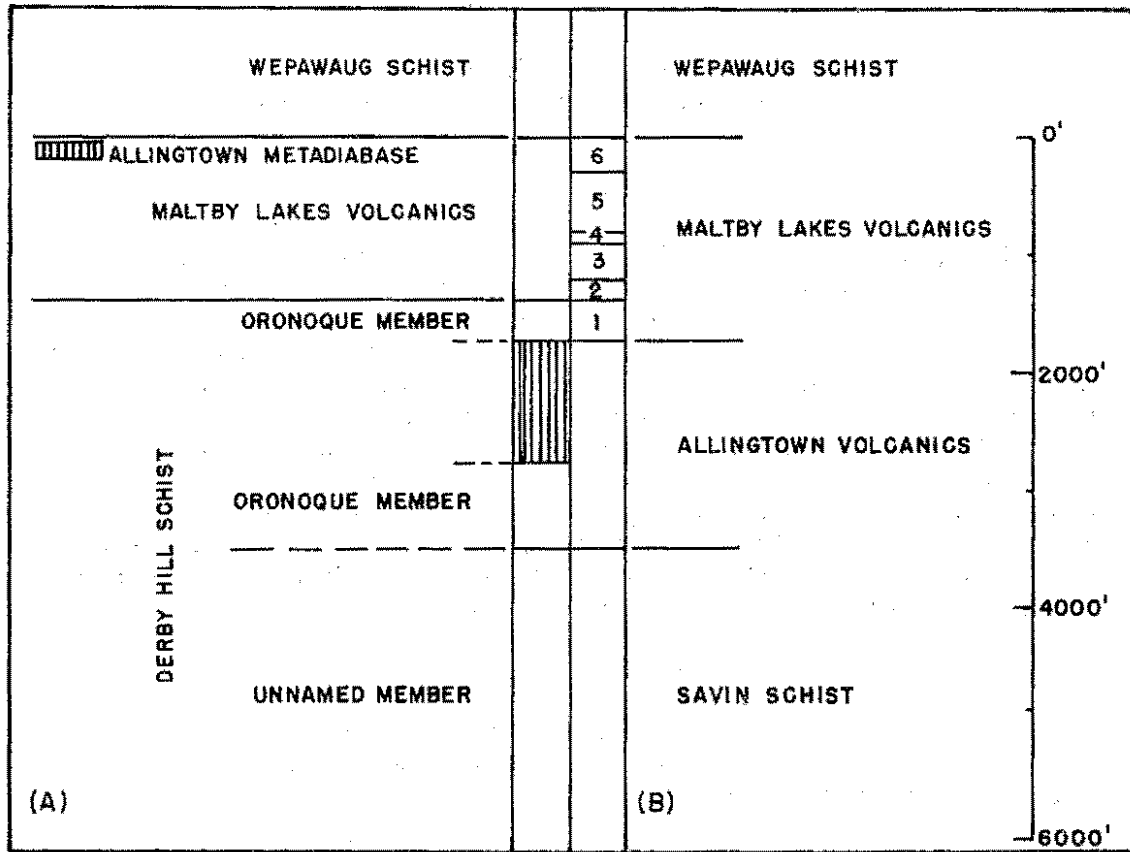 WEPAWAUG SCHIST
ALLINGTOWN METADIABASE
MALTBY LAKES VOLCANICS
ORONOQUE MEMBER
ORONOQUE MEMBER
DERBY HILL SCHIST
UNNAMED MEMBER
(A)
6
5
4
3
2
1
WEPAWAUG SCHIST
MALTBY LAKES VOLCANICS
ALLINGTOWN VOLCANICS
SAVIN SCHIST
(B)
0'
2000'
4000'
6000'